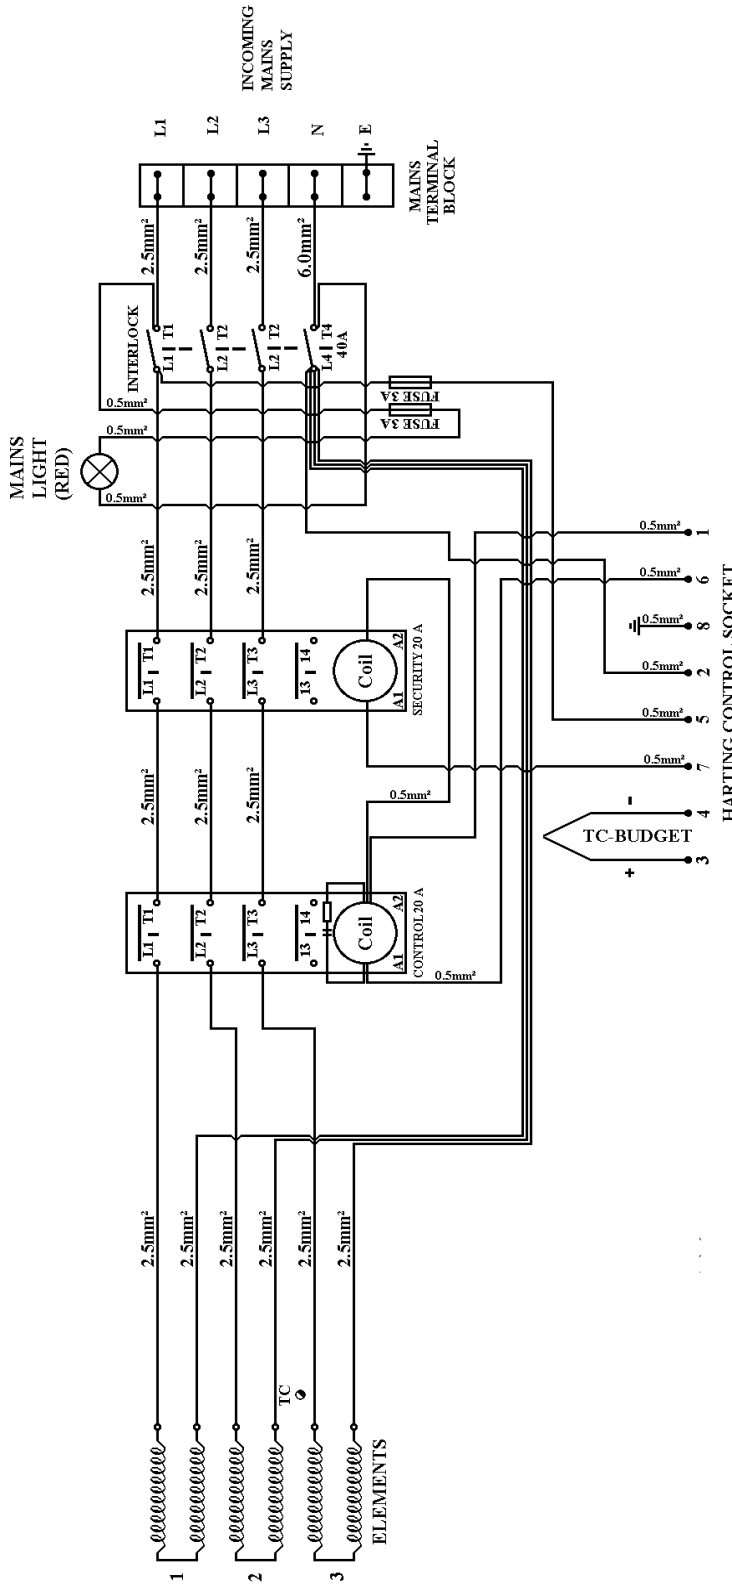 INCOMING
MAINS
SUPPLY
L1
L2
L3
N
E
MAINS
TERMINAL
BLOCK
2.5mm²
2.5mm²
2.5mm²
6.0mm²
INTERLOCK
L1 T1
L2 T2
L2 T2
L4 T4
40A
FUSE 3A
FUSE 3A
0.5mm²
0.5mm²
0.5mm²
MAINS
LIGHT
(RED)
2.5mm²
2.5mm²
2.5mm²
L1 T1
L2 T2
L3 T3
13 14
Coil
A1 A2
SECURITY 20 A
2.5mm²
2.5mm²
2.5mm²
0.5mm²
L1 T1
L2 T2
L3 T3
13 14
Coil
A1 A2
CONTROL 20 A
0.5mm²
0.5mm² 1
0.5mm² 6
0.5mm² 8
0.5mm² 2
0.5mm² 5
0.5mm² 7
- 4
TC-BUDGET
+ 3
HARTING CONTROL SOCKET
2.5mm²
2.5mm²
2.5mm²
2.5mm²
2.5mm²
2.5mm²
TC
ELEMENTS
1
2
3